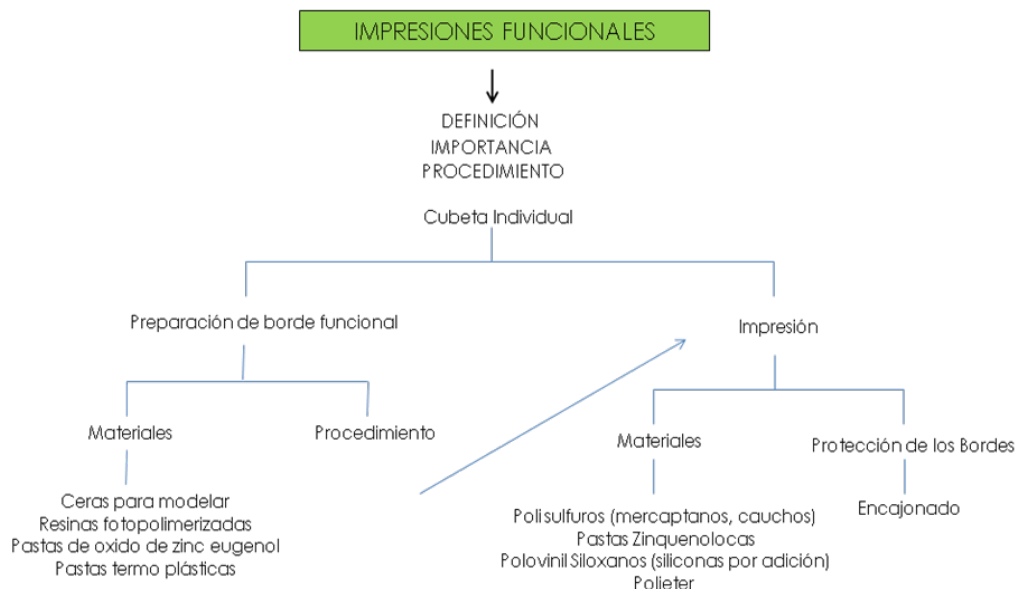 IMPRESIONES FUNCIONALES
DEFINICIÓN
IMPORTANCIA
PROCEDIMIENTO
Cubeta Individual
Preparación de borde funcional
Impresión
Materiales
Procedimiento
Materiales
Protección de los Bordes
Ceras para modelar
Resinas fotopolimerizadas
Pastas de oxido de zinc eugenol
Pastas termo plásticas
Polisulfuros (mercaptanos, cauchos)
Pastas Zinquenolocas
Polovinil Siloxanos (siliconas por adición)
Polieter
Encajonado